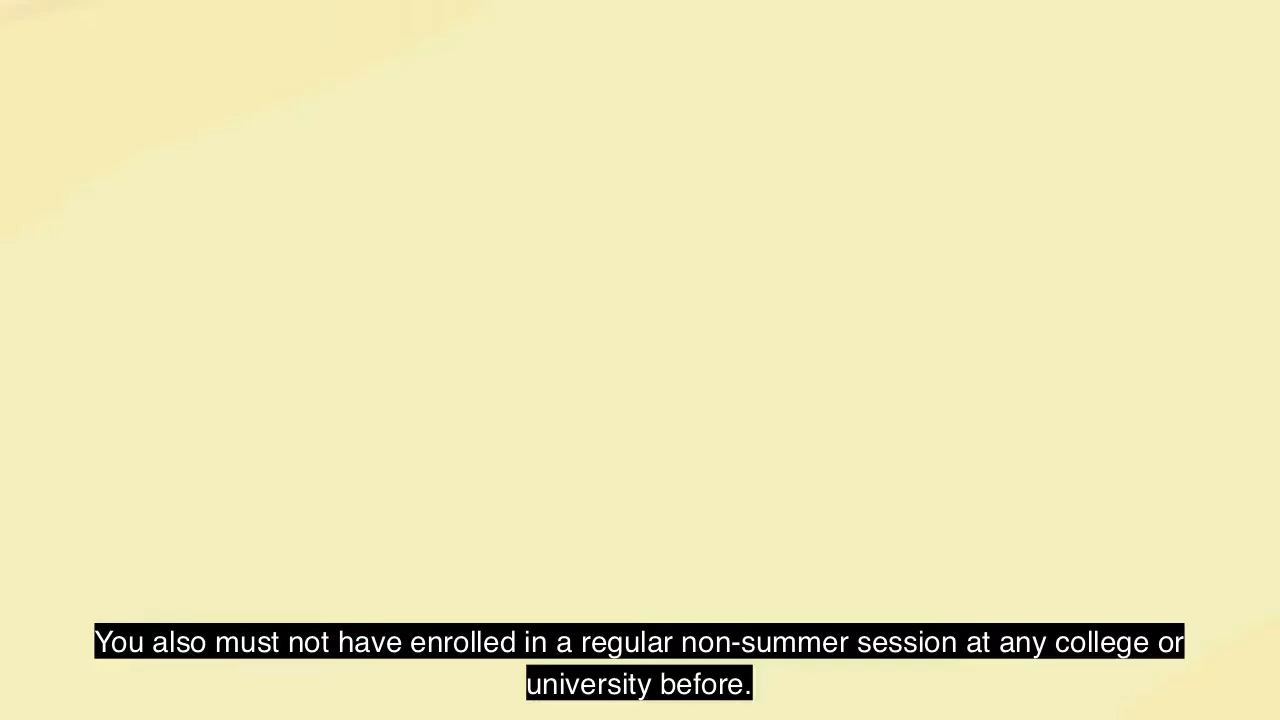 You also must not have enrolled in a regular non-summer session at any college or
university before.